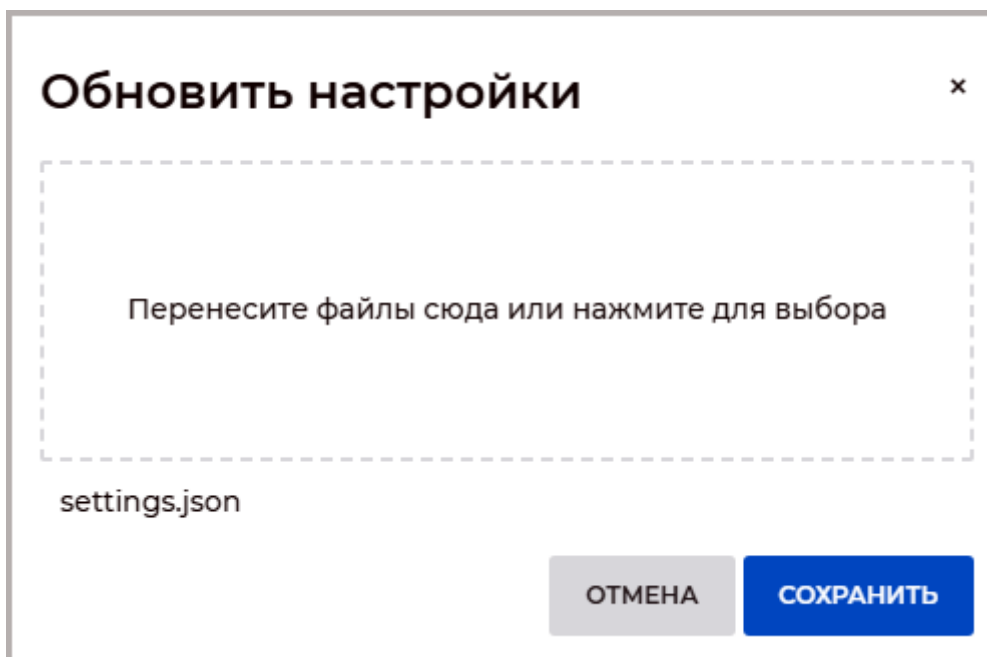 Обновить настройки
×
Перенесите файлы сюда или нажмите для выбора
settings.json
ОТМЕНА
СОХРАНИТЬ